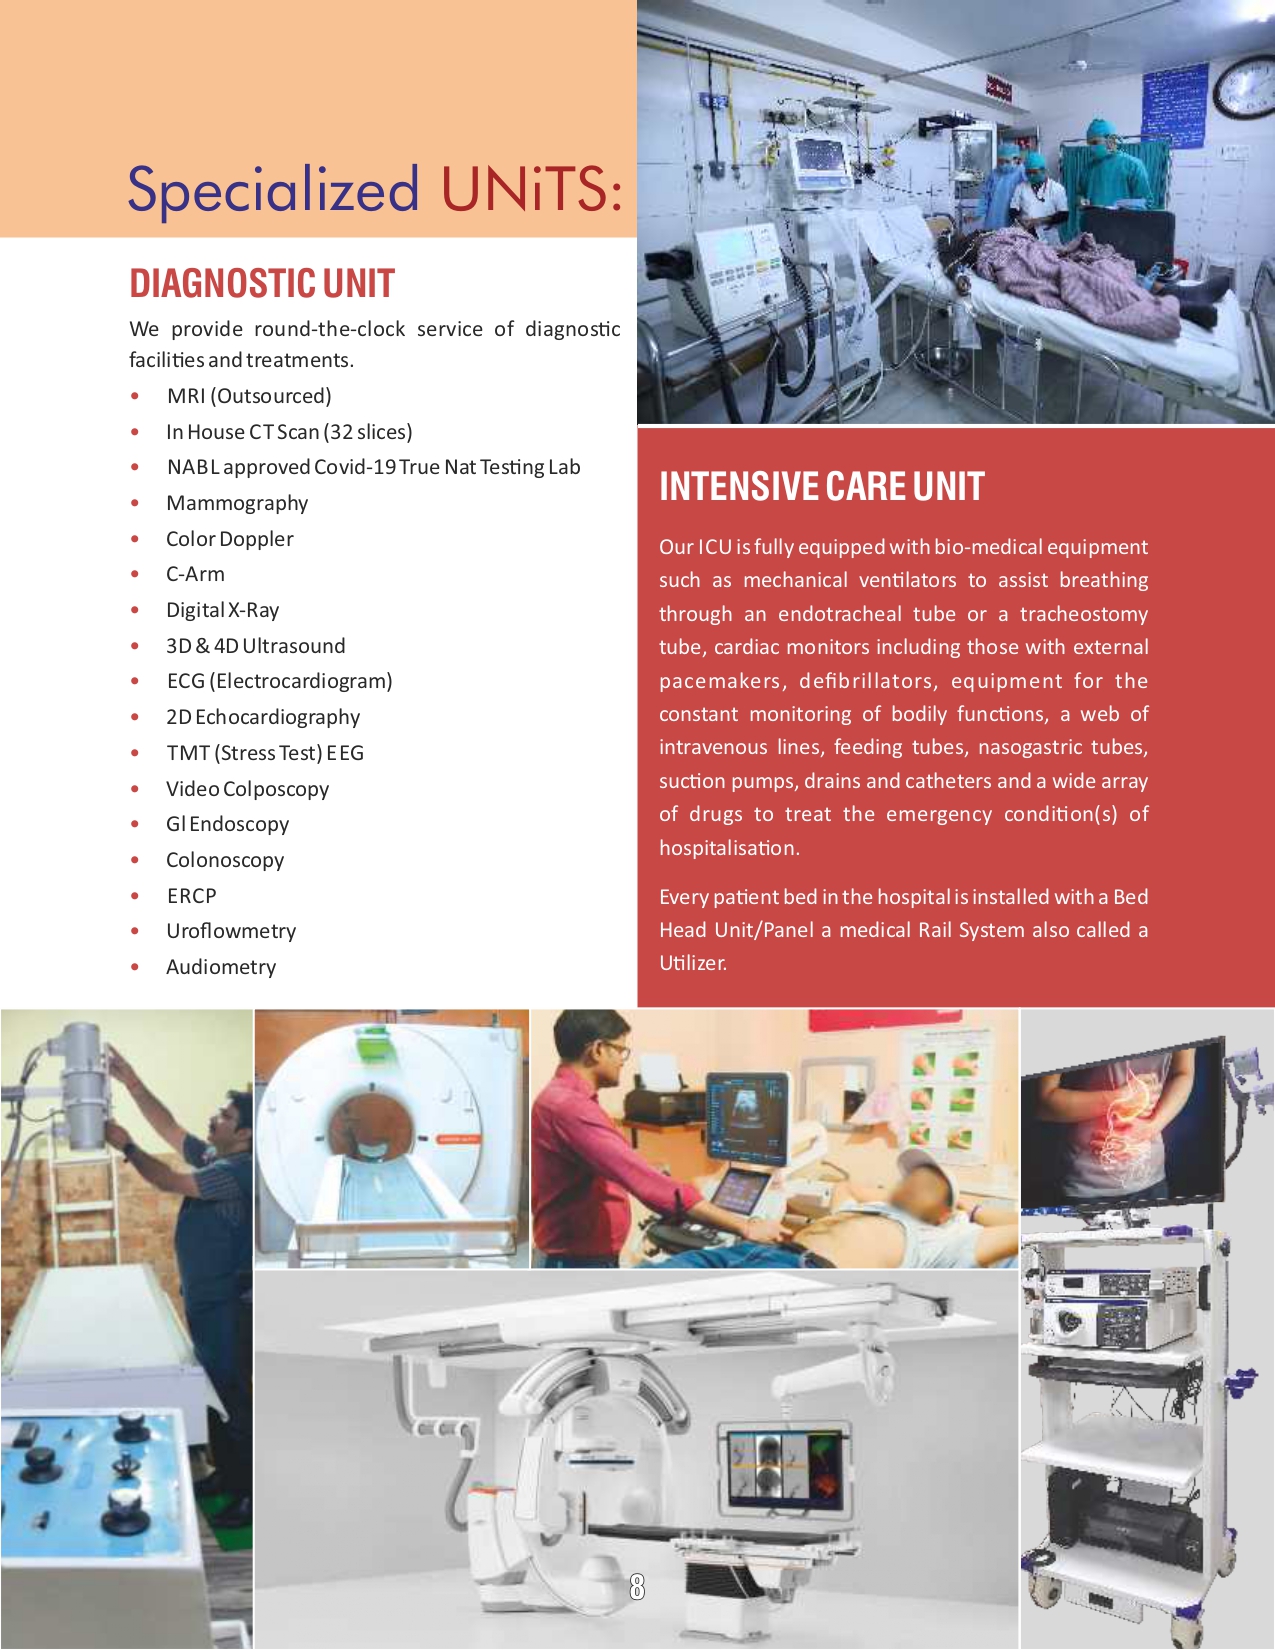 Specialized UNiTS:
DIAGNOSTIC UNIT
We provide round-the-clock service of diagnostic
facilities and treatments.
• MRI (Outsourced)
• In House CT Scan (32 slices)
• NABL approved Covid-19 True Nat Testing Lab
• Mammography
• Color Doppler
• C-Arm
• Digital X-Ray
• 3D & 4D Ultrasound
• ECG (Electrocardiogram)
• 2D Echocardiography
• TMT (Stress Test) EEG
• Video Colposcopy
• Gl Endoscopy
• Colonoscopy
• ERCP
• Uroflowmetry
• Audiometry
INTENSIVE CARE UNIT
Our ICU is fully equipped with bio-medical equipment
such as mechanical ventilators to assist breathing
through an endotracheal tube or a tracheostomy
tube, cardiac monitors including those with external
pacemakers, defibrillators, equipment for the
constant monitoring of bodily functions, a web of
intravenous lines, feeding tubes, nasogastric tubes,
suction pumps, drains and catheters and a wide array
of drugs to treat the emergency condition(s) of
hospitalisation.
Every patient bed in the hospital is installed with a Bed
Head Unit/Panel a medical Rail System also called a
Utilizer.
8